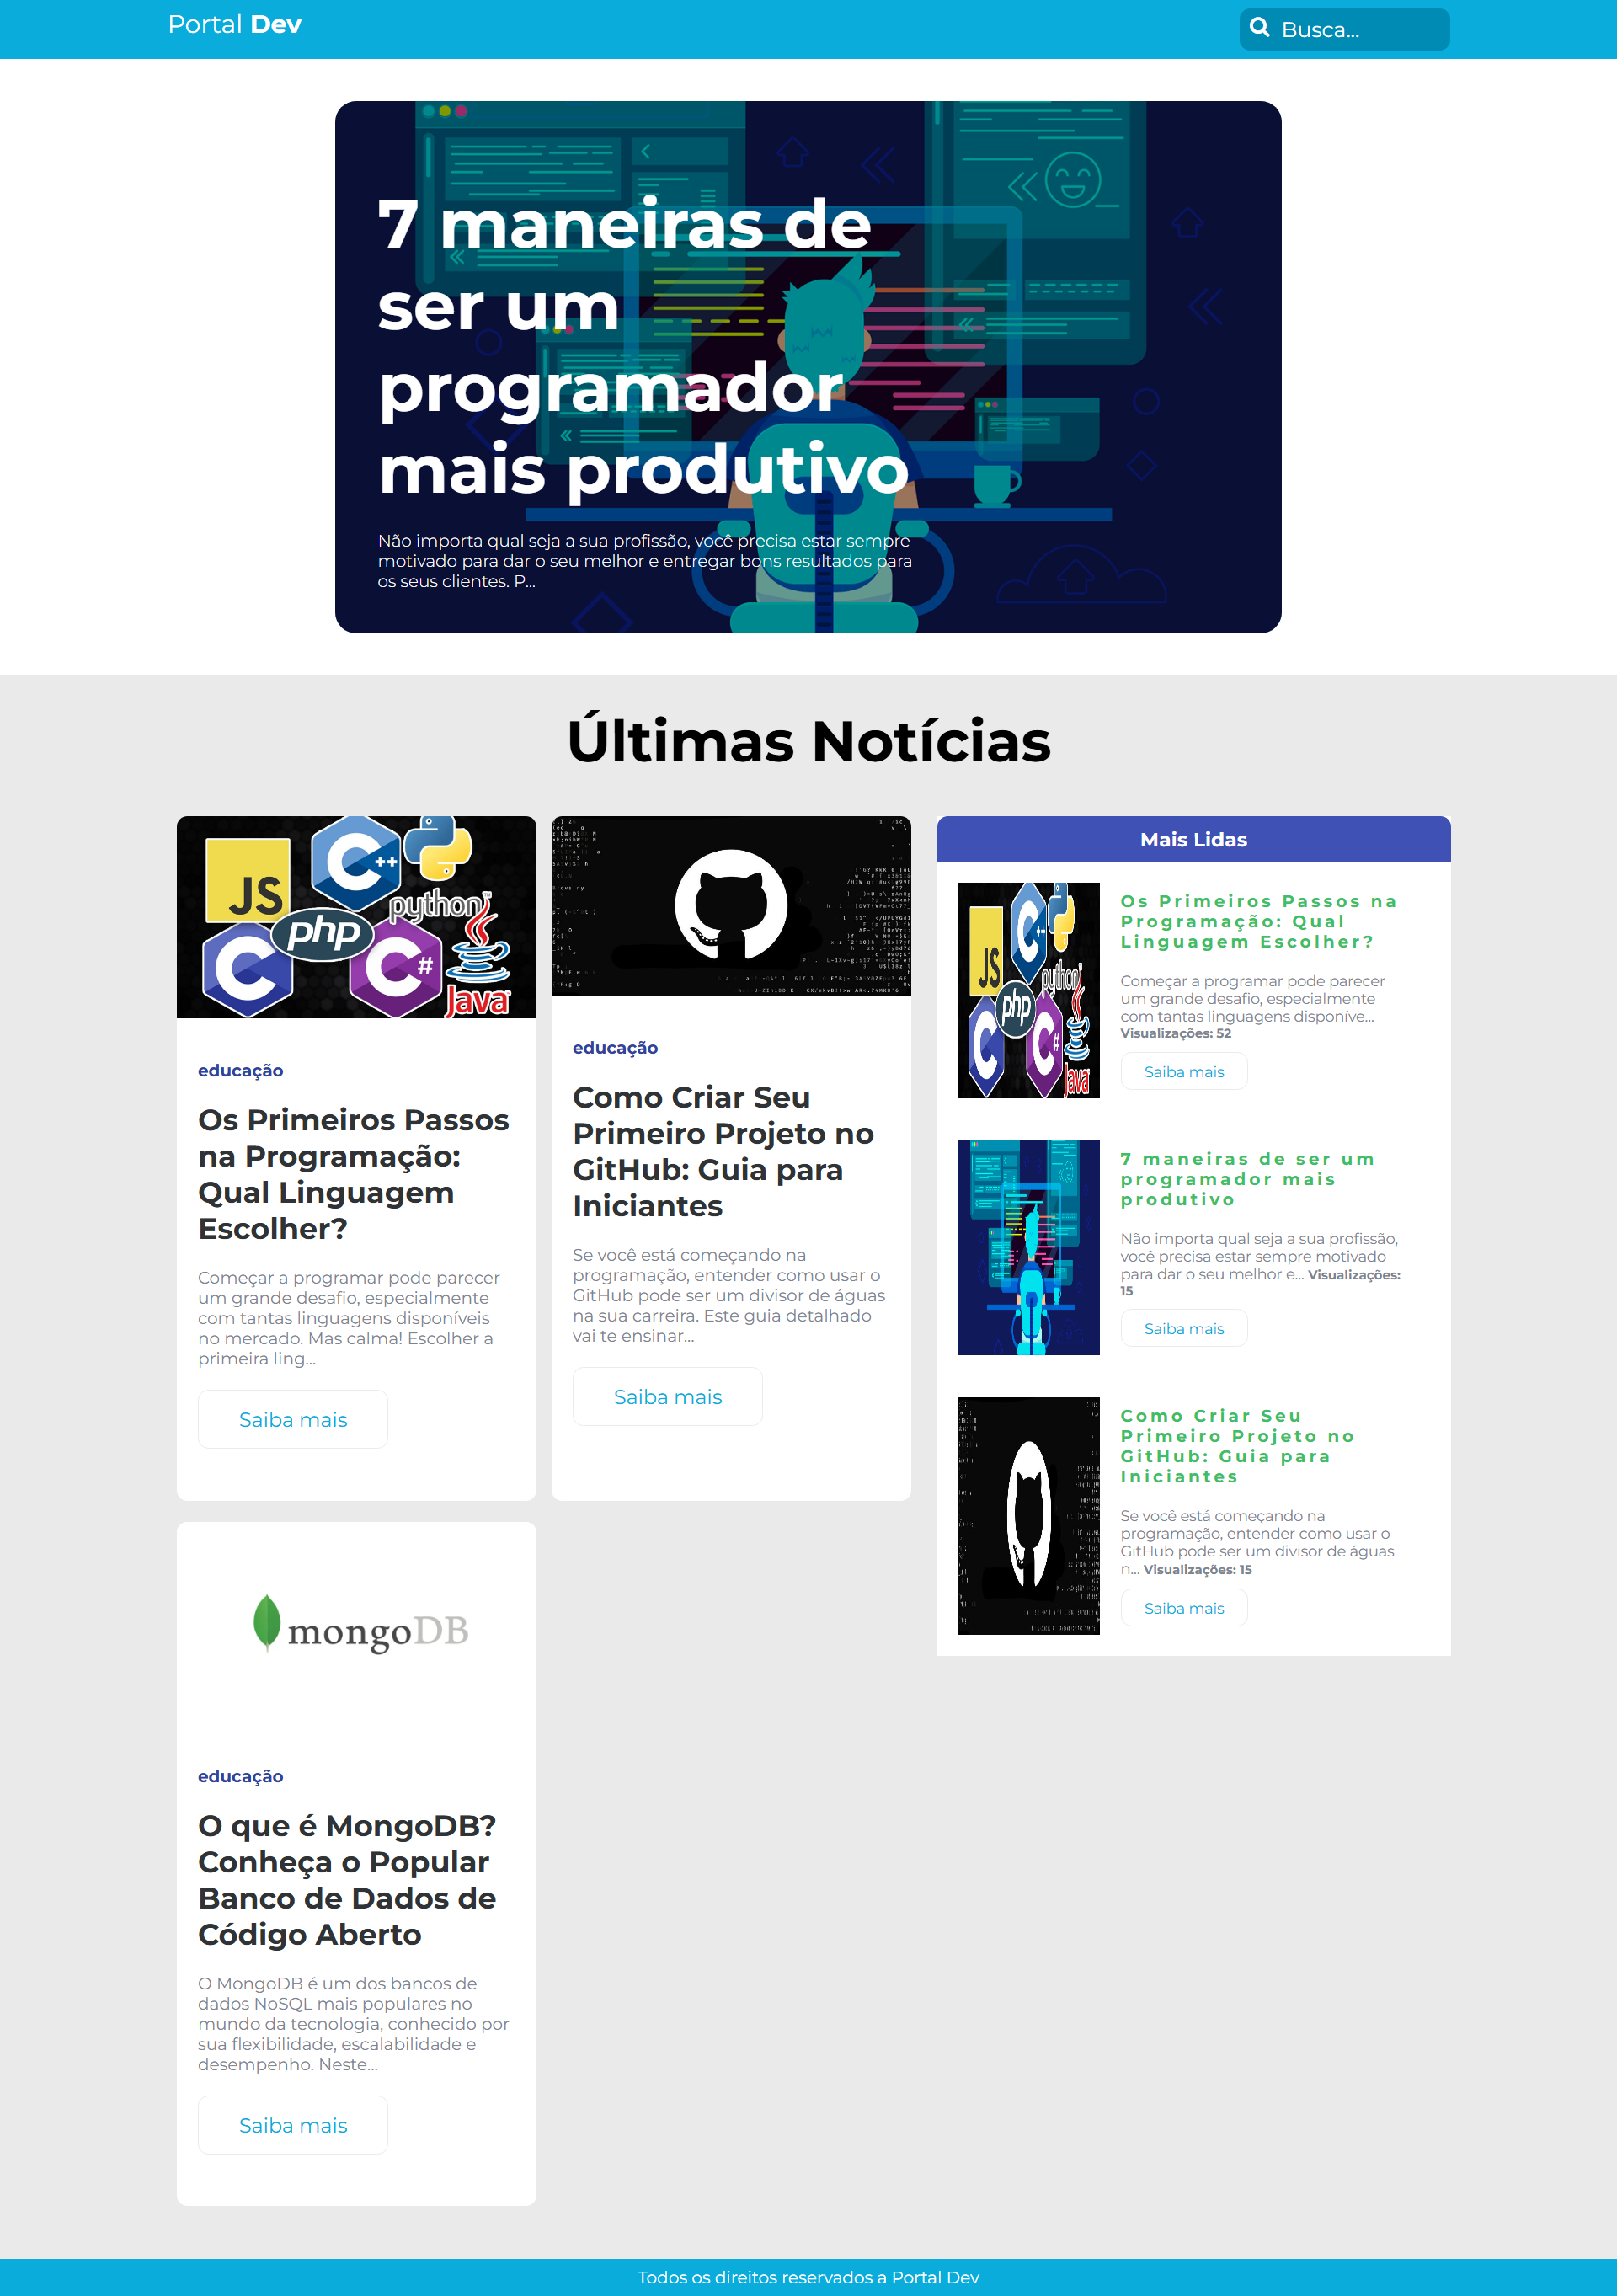 Portal Dev
Busca...
7 maneiras de
ser um
programador
mais produtivo
Não importa qual seja a sua profissão, você precisa estar sempre
motivado para dar o seu melhor e entregar bons resultados para
os seus clientes. P...
Últimas Notícias
JS
C++
python
php
C
C#
Java
educação
Os Primeiros Passos
na Programação:
Qual Linguagem
Escolher?
Começar a programar pode parecer
um grande desafio, especialmente
com tantas linguagens disponíveis
no mercado. Mas calma! Escolher a
primeira ling...
Saiba mais
educação
Como Criar Seu
Primeiro Projeto no
GitHub: Guia para
Iniciantes
Se você está começando na
programação, entender como usar o
GitHub pode ser um divisor de águas
na sua carreira. Este guia detalhado
vai te ensinar...
Saiba mais
mongoDB
educação
O que é MongoDB?
Conheça o Popular
Banco de Dados de
Código Aberto
O MongoDB é um dos bancos de
dados NoSQL mais populares no
mundo da tecnologia, conhecido por
sua flexibilidade, escalabilidade e
desempenho. Neste...
Saiba mais
Mais Lidas
JS
C++
python
php
C
C#
Java
Os Primeiros Passos na
Programação: Qual
Linguagem Escolher?
Começar a programar pode parecer
um grande desafio, especialmente
com tantas linguagens disponíve...
Visualizações: 52
Saiba mais
7 maneiras de ser um
programador mais
produtivo
Não importa qual seja a sua profissão,
você precisa estar sempre motivado
para dar o seu melhor e... Visualizações:
15
Saiba mais
Como Criar Seu
Primeiro Projeto no
GitHub: Guia para
Iniciantes
Se você está começando na
programação, entender como usar o
GitHub pode ser um divisor de águas
n... Visualizações: 15
Saiba mais
Todos os direitos reservados a Portal Dev